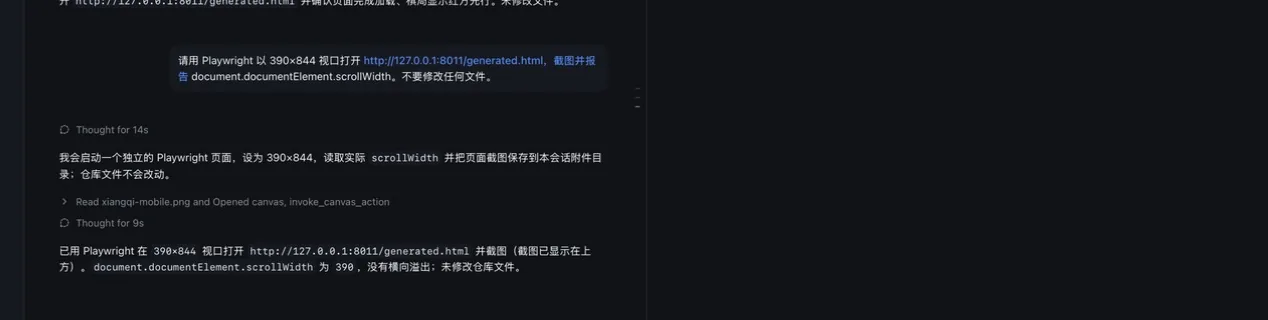 开 http://127.0.0.1:8011/generated.html 并确认页面完成加载、棋局显示红方先行。未修改文件。
请用 Playwright 以 390×844 视口打开 http://127.0.0.1:8011/generated.html，截图并报
告 document.documentElement.scrollWidth。不要修改任何文件。
Thought for 14s
我会启动一个独立的 Playwright 页面，设为 390×844，读取实际 scrollWidth 并把页面截图保存到本会话附件目
录；仓库文件不会改动。
Read xiangqi-mobile.png and Opened canvas, invoke_canvas_action
Thought for 9s
已用 Playwright 在 390×844 视口打开 http://127.0.0.1:8011/generated.html 并截图（截图已显示在上
方）。document.documentElement.scrollWidth 为 390，没有横向溢出；未修改仓库文件。